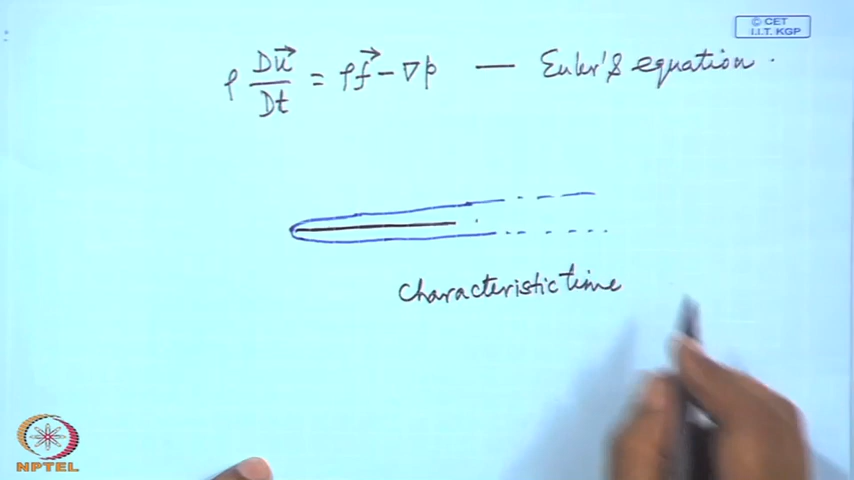 © CET
I.I.T. KGP
ρ Du⃗/Dt = ρf⃗ - ∇p — Euler's equation.
Characteristic time
NPTEL